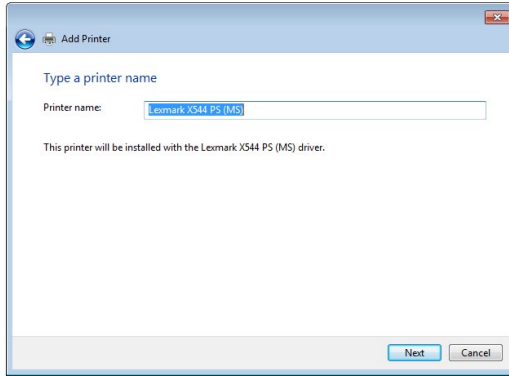 Add Printer
Type a printer name
Printer name: Lexmark X544 PS (MS)
This printer will be installed with the Lexmark X544 PS (MS) driver.
Next Cancel